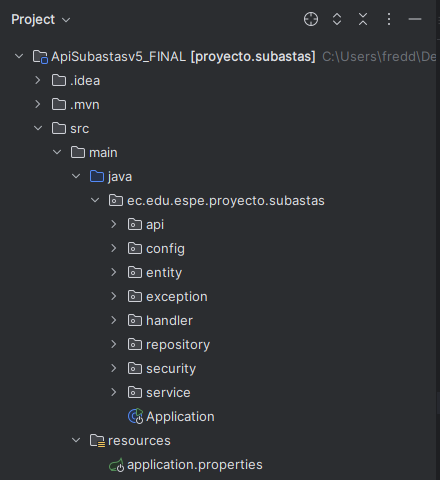 Project
ApiSubastasv5_FINAL [proyecto.subastas] C:\Users\fredd\De
.idea
.mvn
src
main
java
ec.edu.espe.proyecto.subastas
api
config
entity
exception
handler
repository
security
service
Application
resources
application.properties